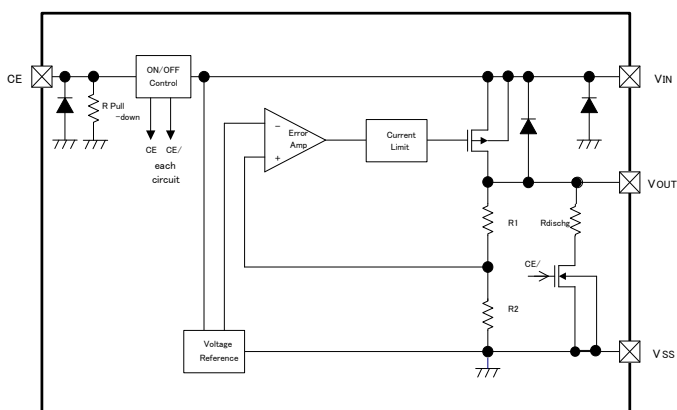 CE
ON/OFF
Control
VIN
R Pull
-down
CE CE/
each
circuit
−
Error
Amp
+
Current
Limit
VOUT
R1
Rdischg
CE/
R2
Voltage
Reference
VSS